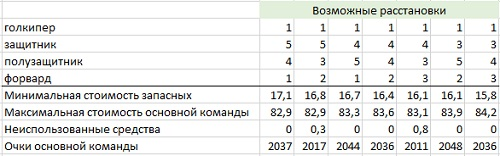 Возможные расстановки
голкипер 1 1 1 1 1 1 1
защитник 5 5 4 4 4 3 3
полузащитник 4 3 5 4 3 5 4
форвард 1 2 1 2 3 2 3
Минимальная стоимость запасных 17,1 16,8 16,7 16,4 16,1 16,1 15,8
Максимальная стоимость основной команды 82,9 82,9 83,3 83,6 83,1 83,9 84,2
Неиспользованные средства 0 0,3 0 0 0,8 0 0
Очки основной команды 2037 2017 2044 2036 2011 2048 2036